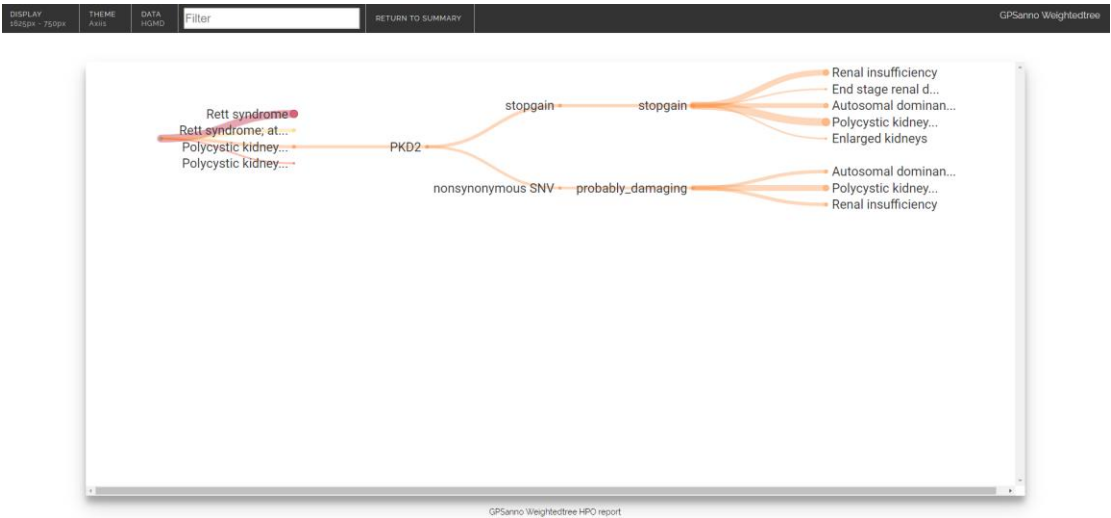 DISPLAY
1625px - 750px
THEME
Axiis
DATA
HGMD
Filter
RETURN TO SUMMARY
GPSanno Weightedtree
Rett syndrome
Rett syndrome; at...
Polycystic kidney...
Polycystic kidney...
PKD2
stopgain
stopgain
nonsynonymous SNV
probably_damaging
Renal insufficiency
End stage renal d...
Autosomal dominan...
Polycystic kidney...
Enlarged kidneys
Autosomal dominan...
Polycystic kidney...
Renal insufficiency
GPSanno Weightedtree HPO report